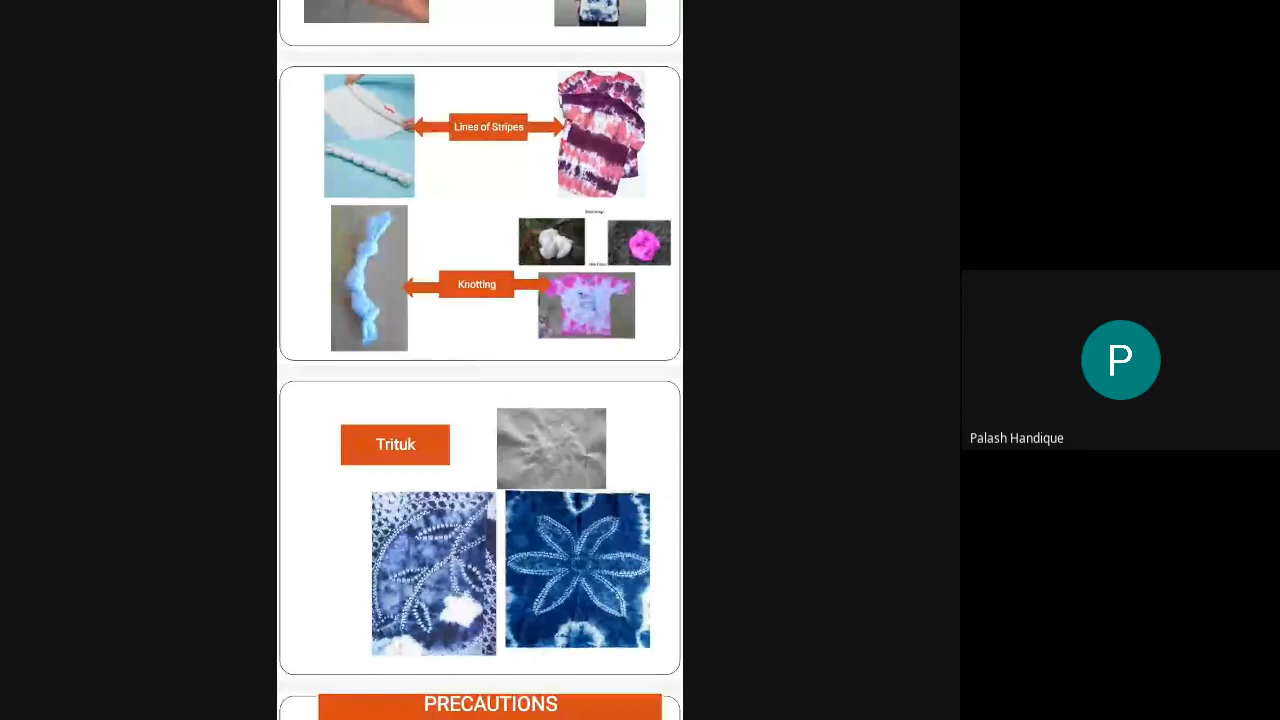 Lines of Stripes
Knotting
Trituk
PRECAUTIONS
P
Palash Handique